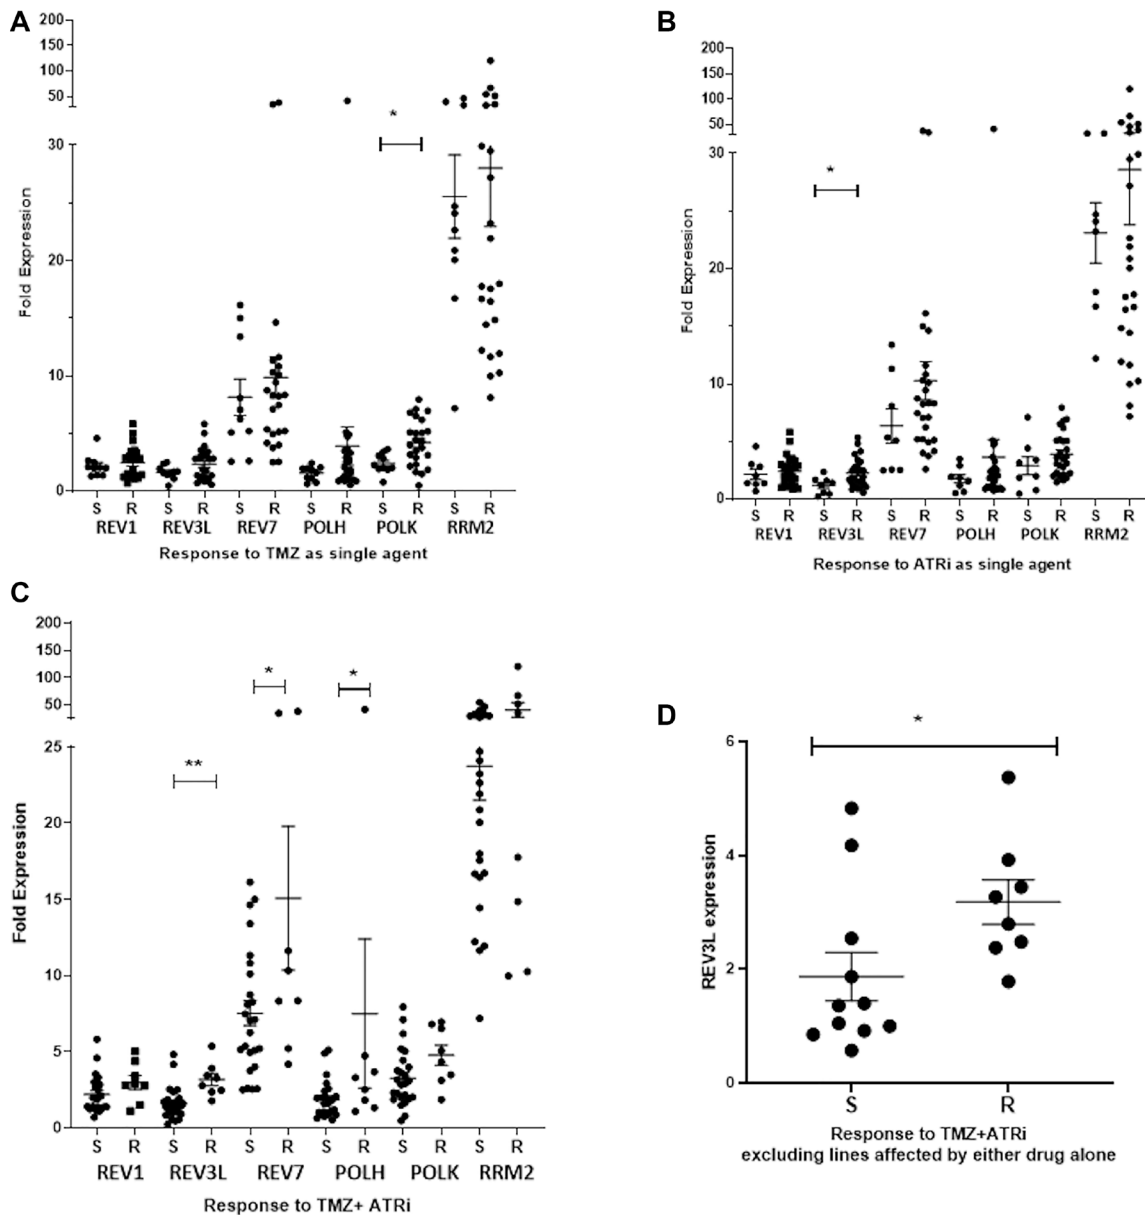 A
200
150
100
50
30
20
10
0
Fold Expression
*
S R S R S R S R S R S R
REV1 REV3L REV7 POLH POLK RRM2
Response to TMZ as single agent
B
200
150
100
50
30
20
10
0
Fold Expression
*
S R S R S R S R S R S R
REV1 REV3L REV7 POLH POLK RRM2
Response to ATRi as single agent
C
200
150
100
50
25
20
15
10
5
0
Fold Expression
**
*
*
S R S R S R S R S R S R
REV1 REV3L REV7 POLH POLK RRM2
Response to TMZ+ ATRi
D
6
4
2
0
REV3L expression
*
S R
Response to TMZ+ATRi
excluding lines affected by either drug alone